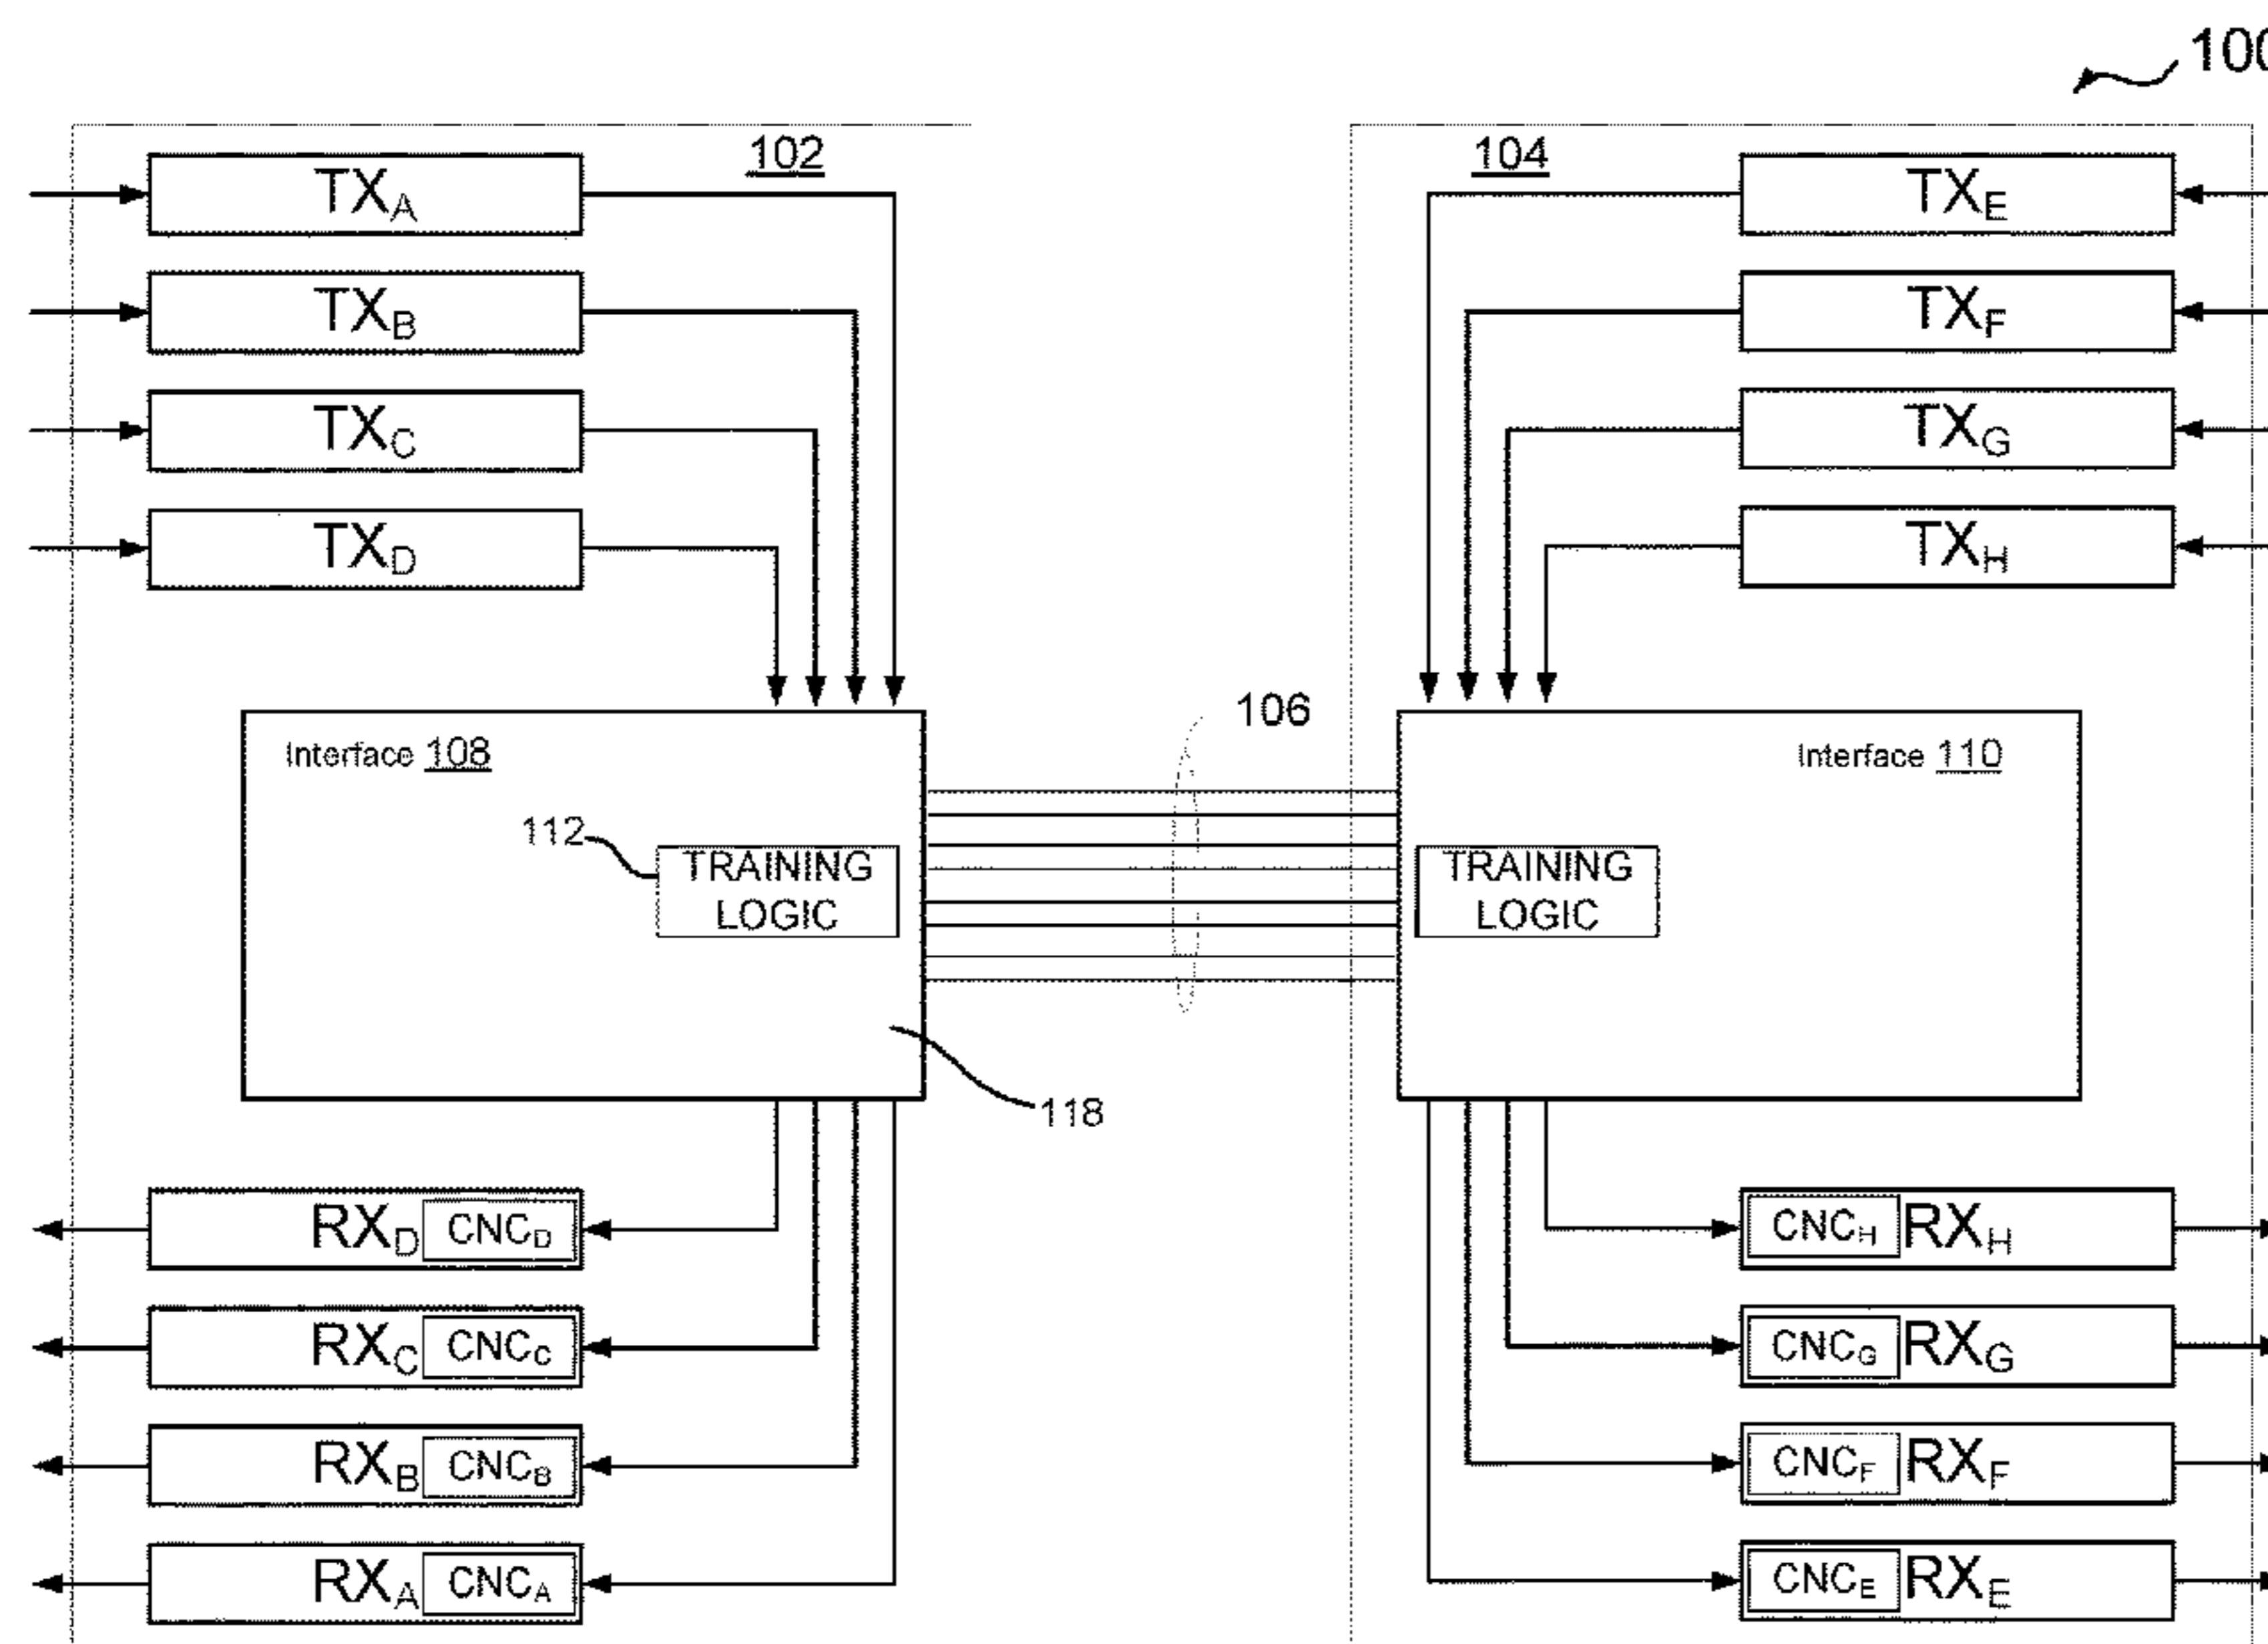 100
102
104
TXA
TXE
TXB
TXF
TXC
TXG
TXD
TXH
106
Interface 108
Interface 110
112
TRAINING
LOGIC
TRAINING
LOGIC
118
RXD CNCD
CNCH RXH
RXC CNCC
CNCG RXG
RXB CNCB
CNCF RXF
RXA CNCA
CNCE RXE